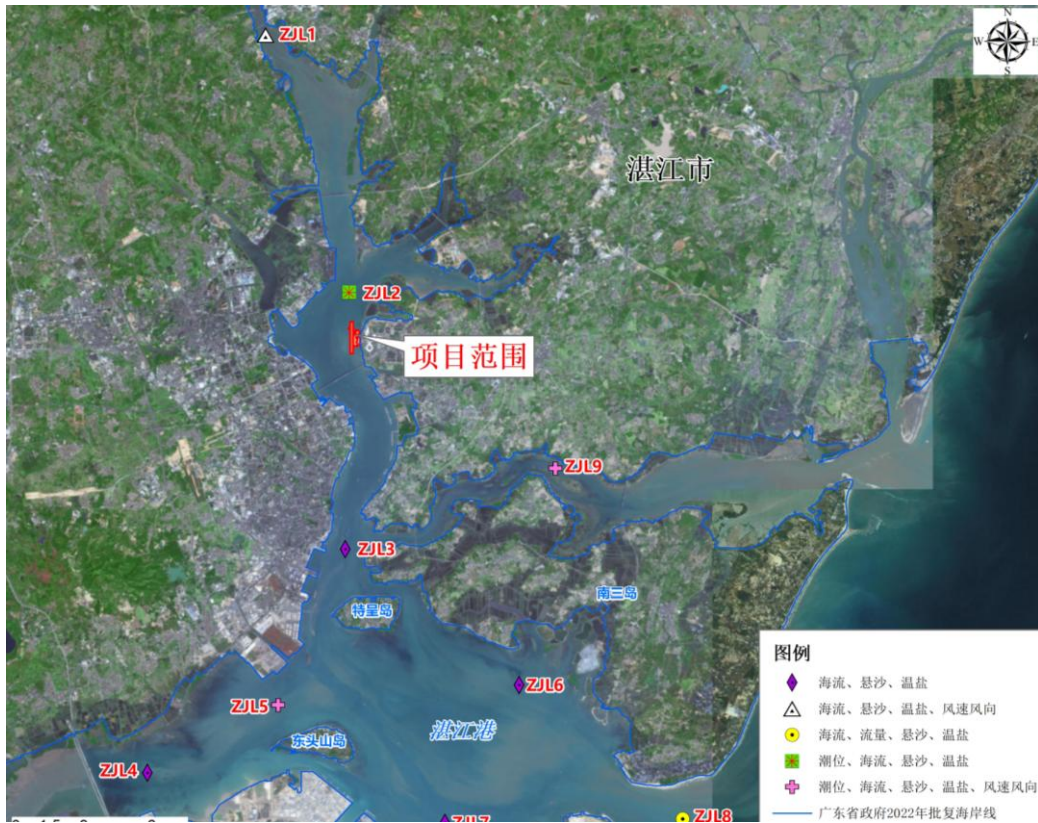 ZJL1
N
W
E
S
湛江市
ZJL2
项目范围
ZJL9
ZJL3
南三岛
特呈岛
ZJL6
ZJL5
湛江港
东头山岛
ZJL4
ZJL7
ZJL8
图例
海流、悬沙、温盐
海流、悬沙、温盐、风速风向
海流、流量、悬沙、温盐
潮位、海流、悬沙、温盐
潮位、海流、悬沙、温盐、风速风向
广东省政府2022年批复海岸线